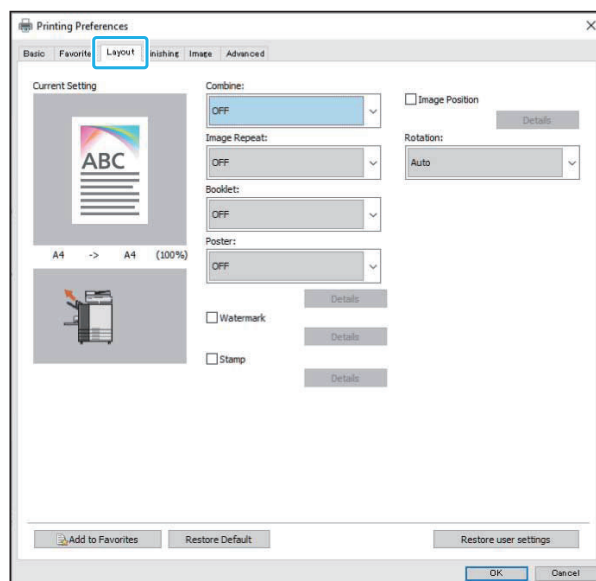 Printing Preferences
Basic Favorite Layout inishing Image Advanced
Current Setting
ABC
A4 -> A4 (100%)
Combine:
OFF
Image Repeat:
OFF
Booklet:
OFF
Poster:
OFF
Details
Watermark
Details
Stamp
Details
Image Position
Details
Rotation:
Auto
Add to Favorites
Restore Default
Restore user settings
OK
Cancel